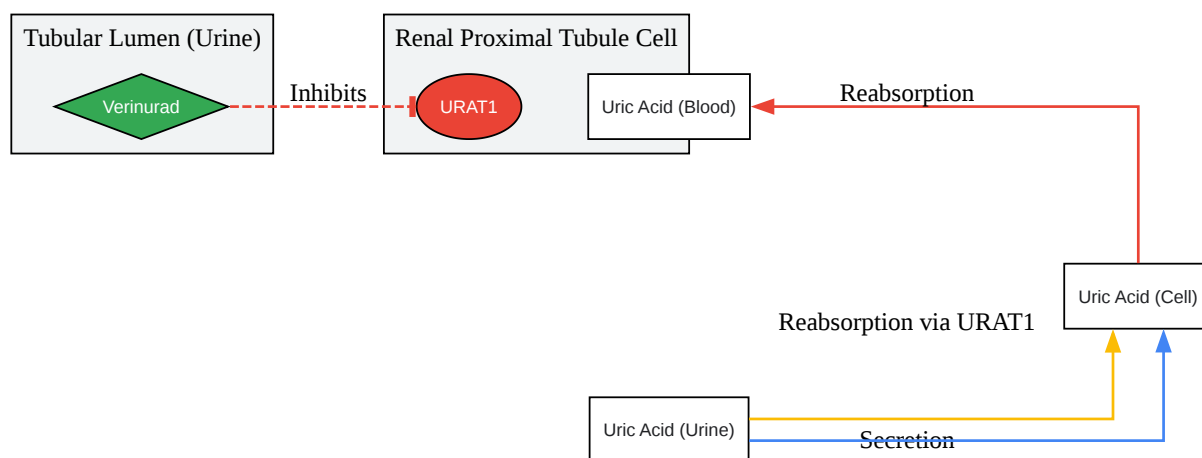 Tubular Lumen (Urine)
Renal Proximal Tubule Cell
Verinurad
Inhibits
URAT1
Uric Acid (Blood)
Reabsorption
Uric Acid (Cell)
Reabsorption via URAT1
Uric Acid (Urine)
Secretion